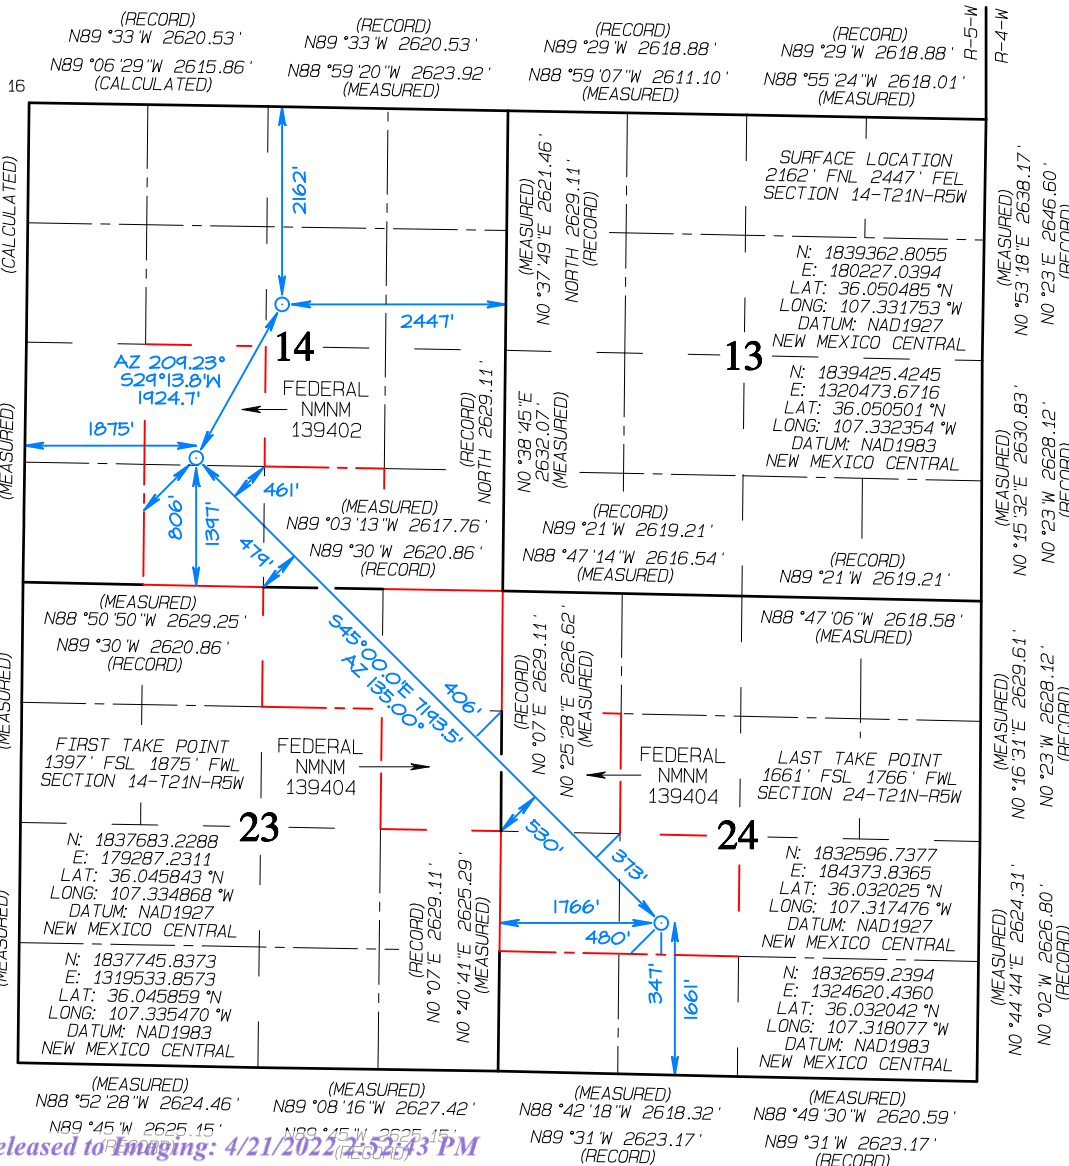 (RECORD)
N89°33'W 2620.53'
N89°06'29"W 2615.86'
(CALCULATED)
(RECORD)
N89°33'W 2620.53'
N88°59'20"W 2623.92'
(MEASURED)
(RECORD)
N89°29'W 2618.88'
N88°59'07"W 2611.10'
(MEASURED)
(RECORD)
N89°29'W 2618.88'
N88°55'24"W 2618.01'
(MEASURED)
R-5-W
R-4-W
16
(CALCULATED)
(MEASURED)
(MEASURED)
(MEASURED)
2162'
2447'
14
AZ 209.23°
S29°13.8'W
1924.7'
FEDERAL
NMNM
139402
1875'
806'
1397'
461'
479'
(MEASURED)
N89°03'13"W 2617.76'
N89°30'W 2620.86'
(RECORD)
(RECORD)
NORTH 2629.11'
(MEASURED)
N0°37'49"E 2621.46'
NORTH 2629.11'
(RECORD)
N0°38'45"E
2632.07'
(MEASURED)
SURFACE LOCATION
2162' FNL 2447' FEL
SECTION 14-T21N-R5W
N: 1839362.8055
E: 180227.0394
LAT: 36.050485°N
LONG: 107.331753°W
DATUM: NAD1927
NEW MEXICO CENTRAL
13
N: 1839425.4245
E: 1320473.6716
LAT: 36.050501°N
LONG: 107.332354°W
DATUM: NAD1983
NEW MEXICO CENTRAL
(RECORD)
N89°21'W 2619.21'
N88°47'14"W 2616.54'
(MEASURED)
(RECORD)
N89°21'W 2619.21'
N88°47'06"W 2618.58'
(MEASURED)
(MEASURED)
N0°53'18"E 2638.17'
N0°23'E 2646.60'
(RECORD)
(MEASURED)
N0°15'32"E 2630.83'
N0°23'W 2628.12'
(RECORD)
(MEASURED)
N88°50'50"W 2629.25'
N89°30'W 2620.86'
(RECORD)
S45°00.0'E 7193.5'
AZ 135.00°
406'
(RECORD)
N0°07'E 2629.11'
N0°25'28"E 2626.62'
(MEASURED)
FIRST TAKE POINT
1397' FSL 1875' FWL
SECTION 14-T21N-R5W
FEDERAL
NMNM
139404
FEDERAL
NMNM
139404
LAST TAKE POINT
1661' FSL 1766' FWL
SECTION 24-T21N-R5W
(MEASURED)
N0°16'31"E 2629.61'
N0°23'W 2628.12'
(RECORD)
23
24
N: 1837683.2288
E: 179287.2311
LAT: 36.045843°N
LONG: 107.334868°W
DATUM: NAD1927
NEW MEXICO CENTRAL
N: 1837745.8373
E: 1319533.8573
LAT: 36.045859°N
LONG: 107.335470°W
DATUM: NAD1983
NEW MEXICO CENTRAL
530'
373'
1766'
480'
347'
1661'
(RECORD)
N0°07'E 2629.11'
N0°40'41"E 2625.29'
(MEASURED)
N: 1832596.7377
E: 184373.8365
LAT: 36.032025°N
LONG: 107.317476°W
DATUM: NAD1927
NEW MEXICO CENTRAL
N: 1832659.2394
E: 1324620.4360
LAT: 36.032042°N
LONG: 107.318077°W
DATUM: NAD1983
NEW MEXICO CENTRAL
(MEASURED)
N0°44'44"E 2624.31'
N0°02'W 2626.80'
(RECORD)
(MEASURED)
N88°52'28"W 2624.46'
N89°45'W 2625.15'
(RECORD)
(MEASURED)
N89°08'16"W 2627.42'
N89°45'W 2625.15'
(RECORD)
(MEASURED)
N88°42'18"W 2618.32'
N89°31'W 2623.17'
(RECORD)
(MEASURED)
N88°49'30"W 2620.59'
N89°31'W 2623.17'
(RECORD)
eleased to Imaging: 4/21/2022 2:52:43 PM